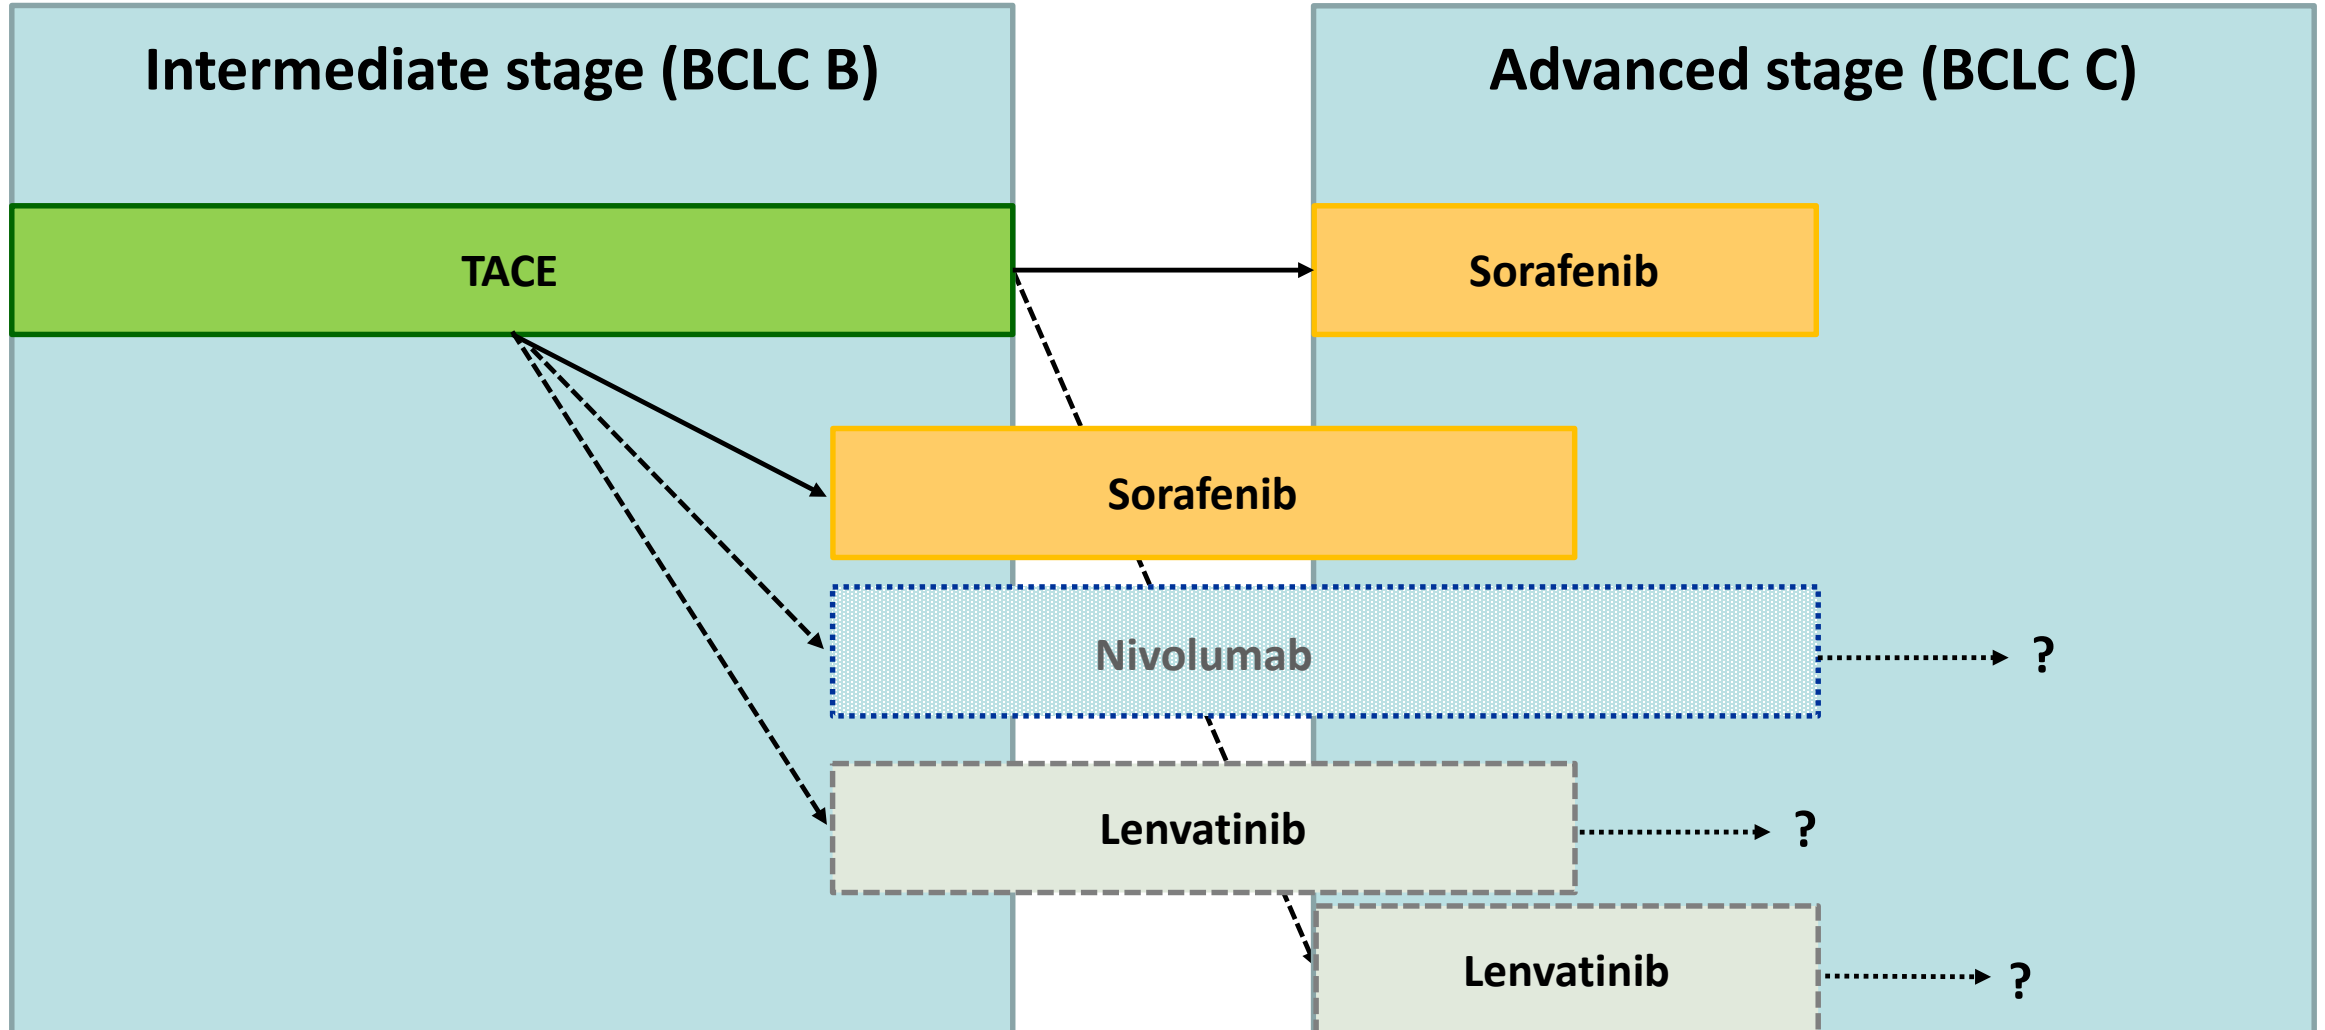 Intermediate stage (BCLC B)
Advanced stage (BCLC C)
TACE
Sorafenib
Sorafenib
Nivolumab
?
Lenvatinib
?
Lenvatinib
?